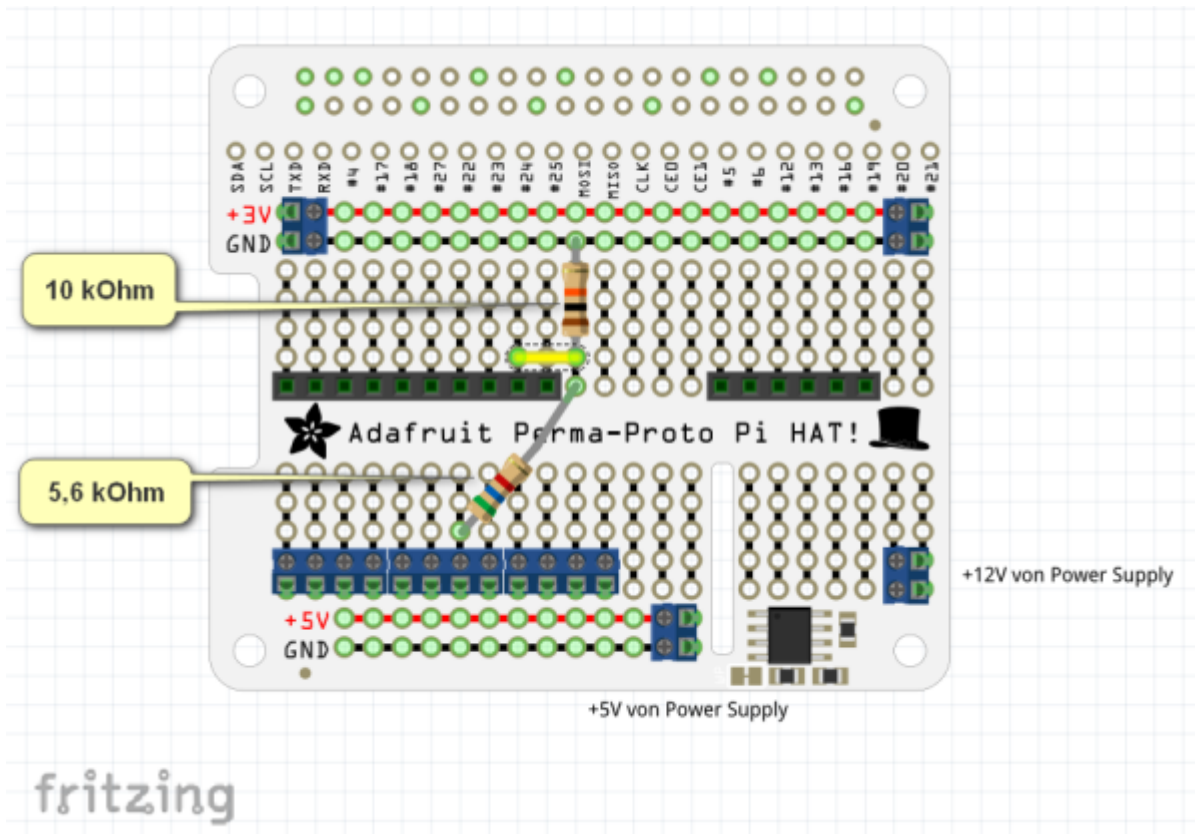 SDA SCL TXD RXD #4 #17 #18 #27 #22 #23 #24 #25 MOSI MISO CLK CE0 CE1 #5 #6 #12 #13 #16 #19 #20 #21
+3V
GND
10 kOhm
Adafruit Perma-Proto Pi HAT!
5,6 kOhm
+12V von Power Supply
+5V
GND
+5V von Power Supply
fritzing